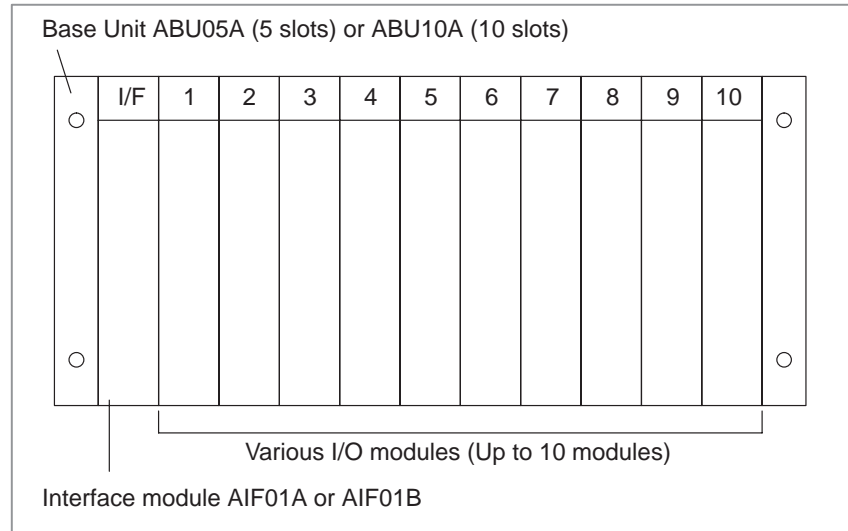 Base Unit ABU05A (5 slots) or ABU10A (10 slots)
I/F 1 2 3 4 5 6 7 8 9 10
Various I/O modules (Up to 10 modules)
Interface module AIF01A or AIF01B